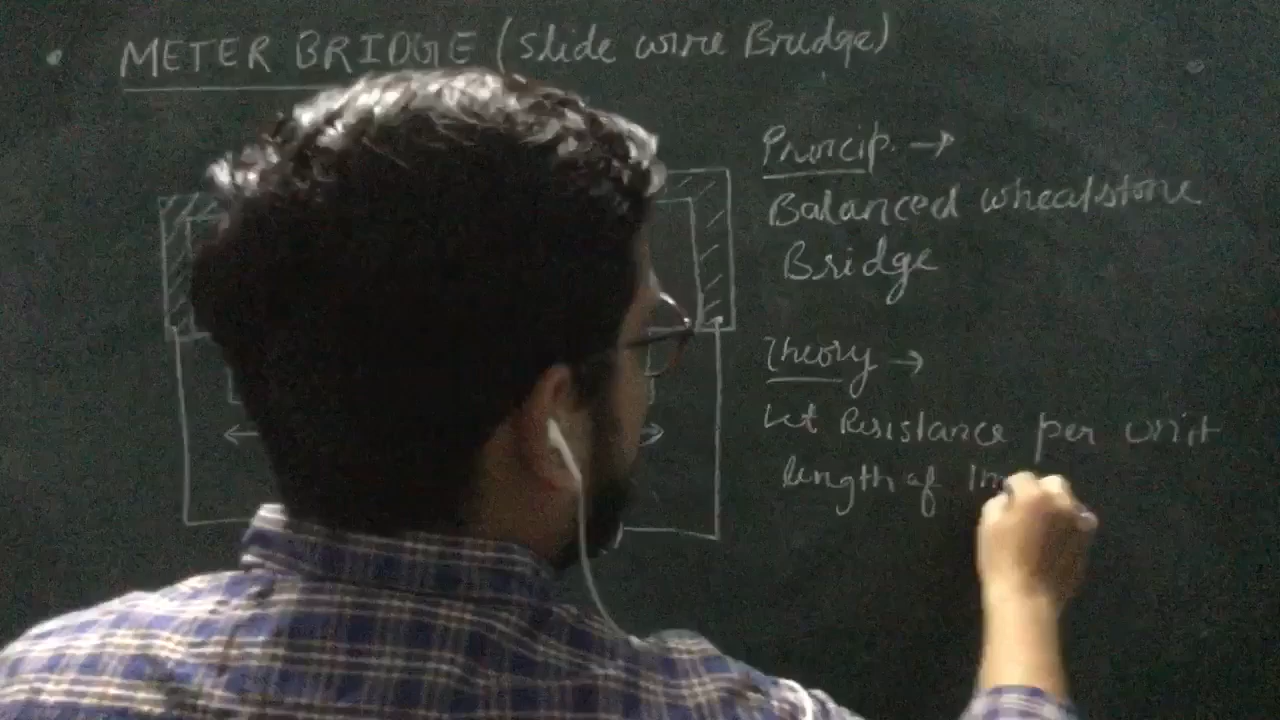 METER BRIDGE (Slide wire Bridge)
Princip. →
Balanced wheatstone
Bridge
Theory →
Let Resistance per unit
length of 1m